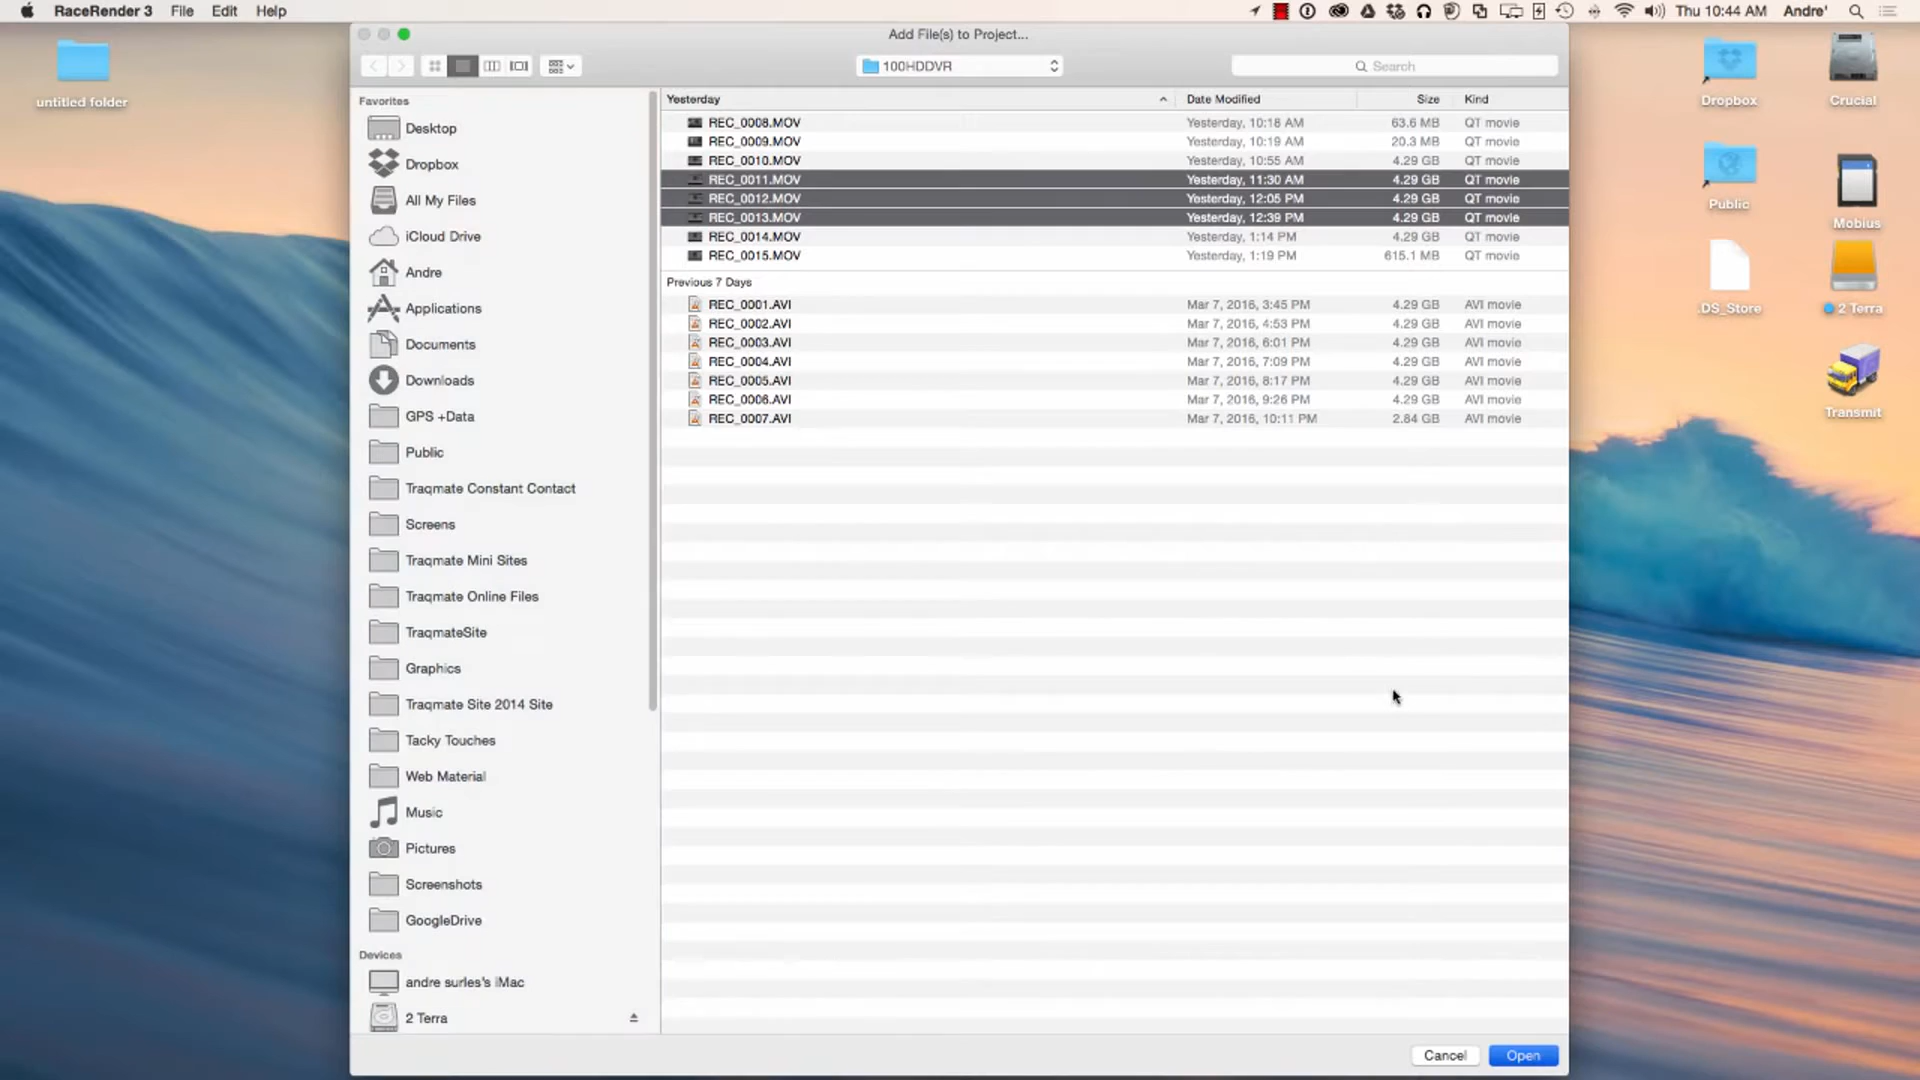 RaceRender 3 File Edit Help Thu 10:44 AM Andre'
Add File(s) to Project...
100HDDVR
Search
untitled folder
Favorites
Desktop
Dropbox
All My Files
iCloud Drive
Andre
Applications
Documents
Downloads
GPS +Data
Public
Traqmate Constant Contact
Screens
Traqmate Mini Sites
Traqmate Online Files
TraqmateSite
Graphics
Traqmate Site 2014 Site
Tacky Touches
Web Material
Music
Pictures
Screenshots
GoogleDrive
Devices
andre surles's iMac
2 Terra
Yesterday Date Modified Size Kind
REC_0008.MOV Yesterday, 10:18 AM 63.6 MB QT movie
REC_0009.MOV Yesterday, 10:19 AM 20.3 MB QT movie
REC_0010.MOV Yesterday, 10:55 AM 4.29 GB QT movie
REC_0011.MOV Yesterday, 11:30 AM 4.29 GB QT movie
REC_0012.MOV Yesterday, 12:05 PM 4.29 GB QT movie
REC_0013.MOV Yesterday, 12:39 PM 4.29 GB QT movie
REC_0014.MOV Yesterday, 1:14 PM 4.29 GB QT movie
REC_0015.MOV Yesterday, 1:19 PM 615.1 MB QT movie
Previous 7 Days
REC_0001.AVI Mar 7, 2016, 3:45 PM 4.29 GB AVI movie
REC_0002.AVI Mar 7, 2016, 4:53 PM 4.29 GB AVI movie
REC_0003.AVI Mar 7, 2016, 6:01 PM 4.29 GB AVI movie
REC_0004.AVI Mar 7, 2016, 7:09 PM 4.29 GB AVI movie
REC_0005.AVI Mar 7, 2016, 8:17 PM 4.29 GB AVI movie
REC_0006.AVI Mar 7, 2016, 9:26 PM 4.29 GB AVI movie
REC_0007.AVI Mar 7, 2016, 10:11 PM 2.84 GB AVI movie
Cancel Open
Dropbox Crucial
Public Mobius
.DS_Store 2 Terra
Transmit